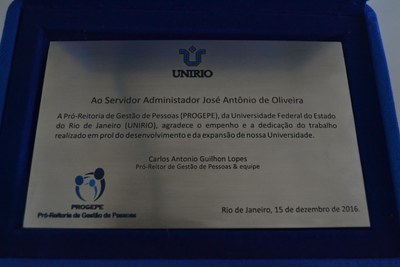 UNIRIO
Ao Servidor Administador José Antônio de Oliveira
A Pró-Reitoria de Gestão de Pessoas (PROGEPE), da Universidade Federal do Estado
do Rio de Janeiro (UNIRIO), agradece o empenho e a dedicação do trabalho
realizado em prol do desenvolvimento e da expansão de nossa Universidade.
Carlos Antonio Guilhon Lopes
Pró-Reitor de Gestão de Pessoas & equipe
PROGEPE
Pró-Reitoria de Gestão de Pessoas
Rio de Janeiro, 15 de dezembro de 2016.